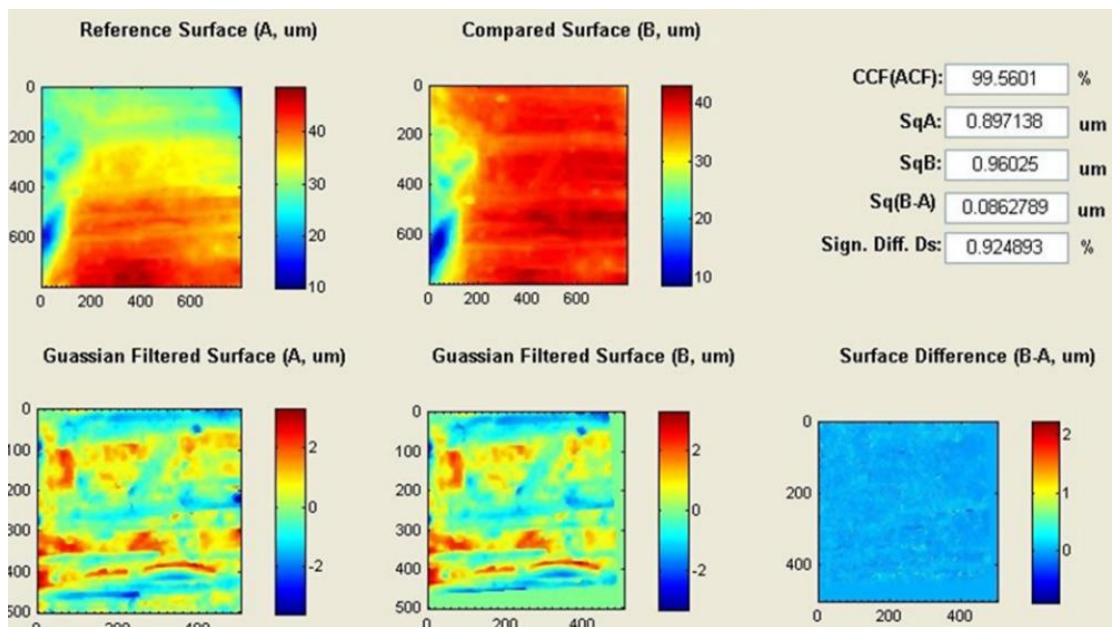 Reference Surface (A, um)
Compared Surface (B, um)
CCF(ACF): 99.5601 %
SqA: 0.897138 um
SqB: 0.96025 um
Sq(B-A) 0.0862789 um
Sign. Diff. Ds: 0.924893 %
0
200
400
600
0 200 400 600
40
30
20
10
0
200
400
600
0 200 400 600
40
30
20
10
Guassian Filtered Surface (A, um)
Guassian Filtered Surface (B, um)
Surface Difference (B-A, um)
0
100
200
300
400
500
0 200 400
2
0
-2
0
100
200
300
400
500
0 200 400
2
0
-2
0
200
400
0 200 400
2
1
0